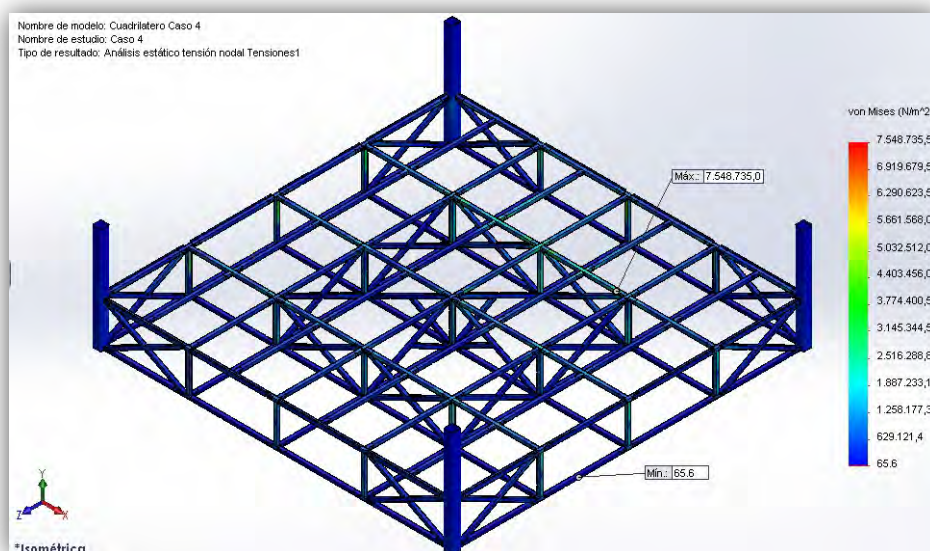 Nombre de modelo: Cuadrilatero Caso 4
Nombre de estudio: Caso 4
Tipo de resultado: Análisis estático tensión nodal Tensiones1
von Mises (N/m^2
7.548.735,5
6.919.679,5
Máx.: 7.548.735,0
6.290.623,5
5.661.568,0
5.032.512,0
4.403.456,0
3.774.400,5
3.145.344,5
2.516.288,8
1.887.233,1
1.258.177,3
629.121,4
65.6
Mín.: 65.6
Y
Z
X
*Isométrica